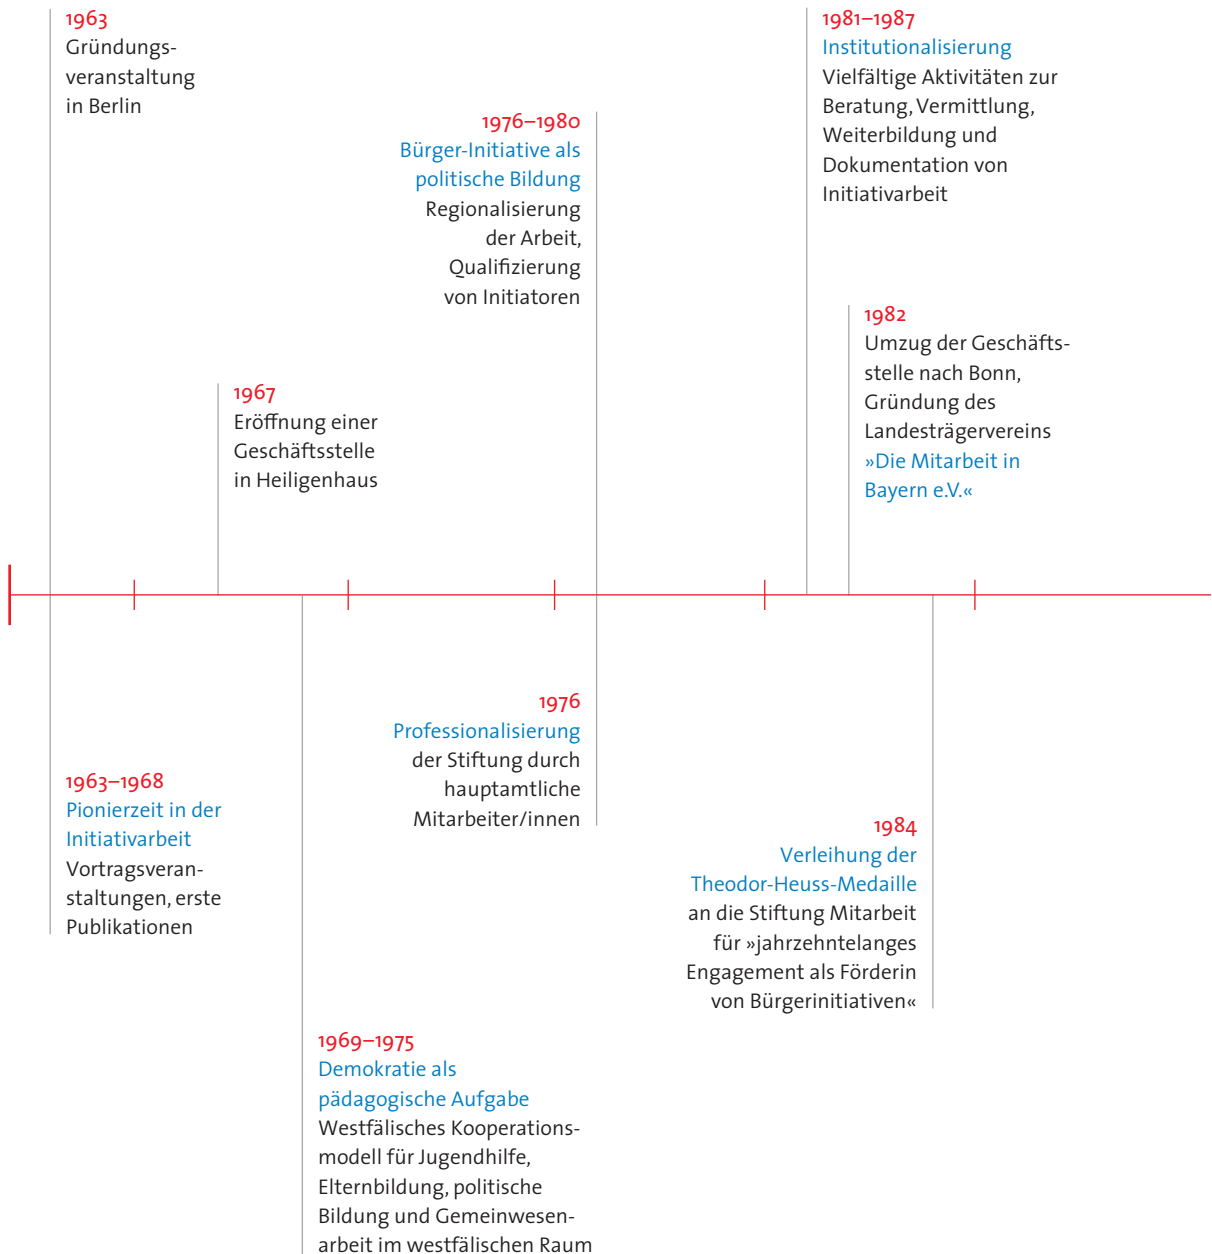 1963
Gründungs-
veranstaltung
in Berlin
1976–1980
Bürger-Initiative als
politische Bildung
Regionalisierung
der Arbeit,
Qualifizierung
von Initiatoren
1981–1987
Institutionalisierung
Vielfältige Aktivitäten zur
Beratung, Vermittlung,
Weiterbildung und
Dokumentation von
Initiativarbeit
1967
Eröffnung einer
Geschäftsstelle
in Heiligenhaus
1982
Umzug der Geschäfts-
stelle nach Bonn,
Gründung des
Landesträgervereins
»Die Mitarbeit in
Bayern e.V.«
1963–1968
Pionierzeit in der
Initiativarbeit
Vortragsveran-
staltungen, erste
Publikationen
1976
Professionalisierung
der Stiftung durch
hauptamtliche
Mitarbeiter/innen
1984
Verleihung der
Theodor-Heuss-Medaille
an die Stiftung Mitarbeit
für »jahrzehntelanges
Engagement als Förderin
von Bürgerinitiativen«
1969–1975
Demokratie als
pädagogische Aufgabe
Westfälisches Kooperations-
modell für Jugendhilfe,
Elternbildung, politische
Bildung und Gemeinwesen-
arbeit im westfälischen Raum